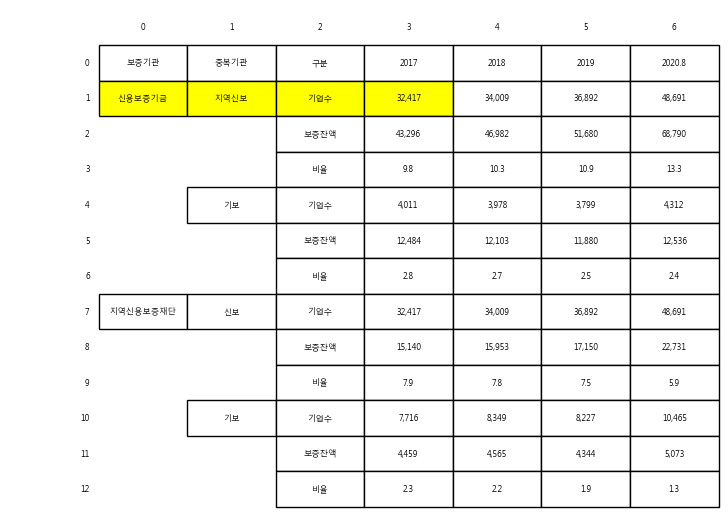 0 1 2 3 4 5 6
0 보증기관 중복기관 구분 2017 2018 2019 2020.8
1 신용보증기금 지역신보 기업수 32,417 34,009 36,892 48,691
2 보증잔액 43,296 46,982 51,680 68,790
3 비율 9.8 10.3 10.9 13.3
4 기보 기업수 4,011 3,978 3,799 4,312
5 보증잔액 12,484 12,103 11,880 12,536
6 비율 2.8 2.7 2.5 2.4
7 지역신용보증재단 신보 기업수 32,417 34,009 36,892 48,691
8 보증잔액 15,140 15,953 17,150 22,731
9 비율 7.9 7.8 7.5 5.9
10 기보 기업수 7,716 8,349 8,227 10,465
11 보증잔액 4,459 4,565 4,344 5,073
12 비율 2.3 2.2 1.9 1.3